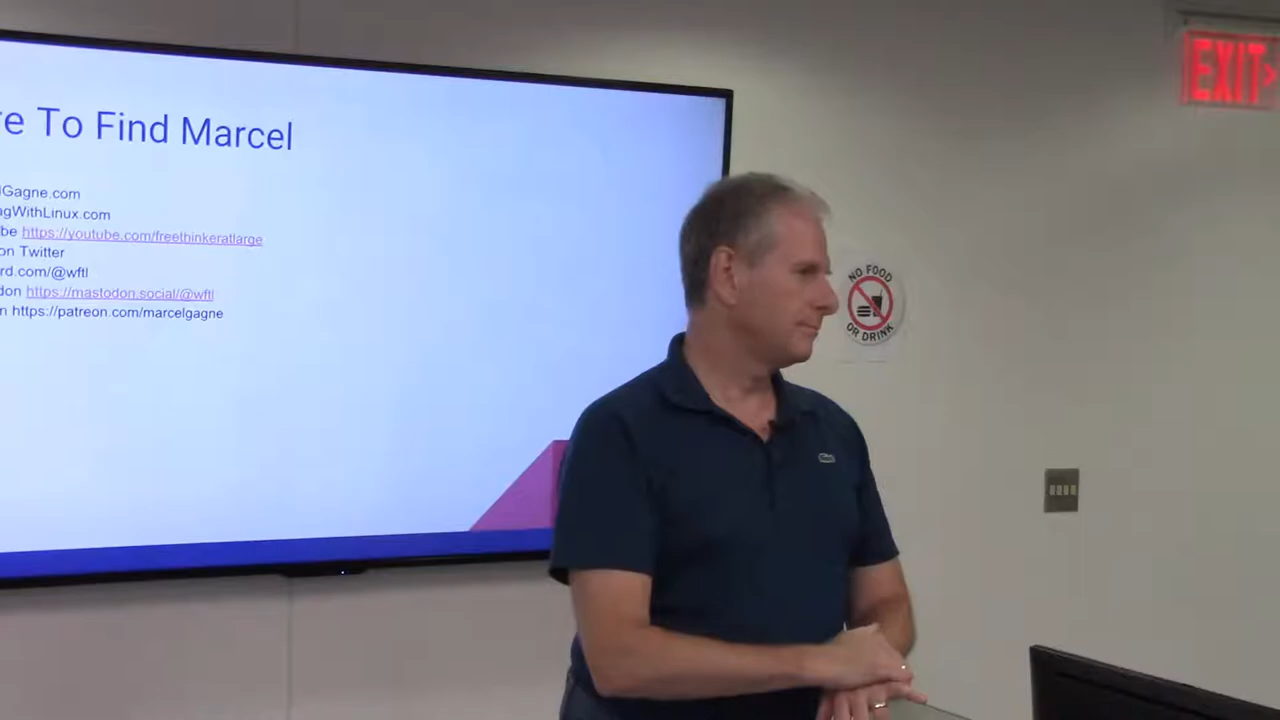 re To Find Marcel
lGagne.com
ngWithLinux.com
be https://youtube.com/freethinkeratlarge
on Twitter
rd.com/@wftl
don https://mastodon.social/@wftl
n https://patreon.com/marcelgagne
EXIT
NO FOOD
OR DRINK